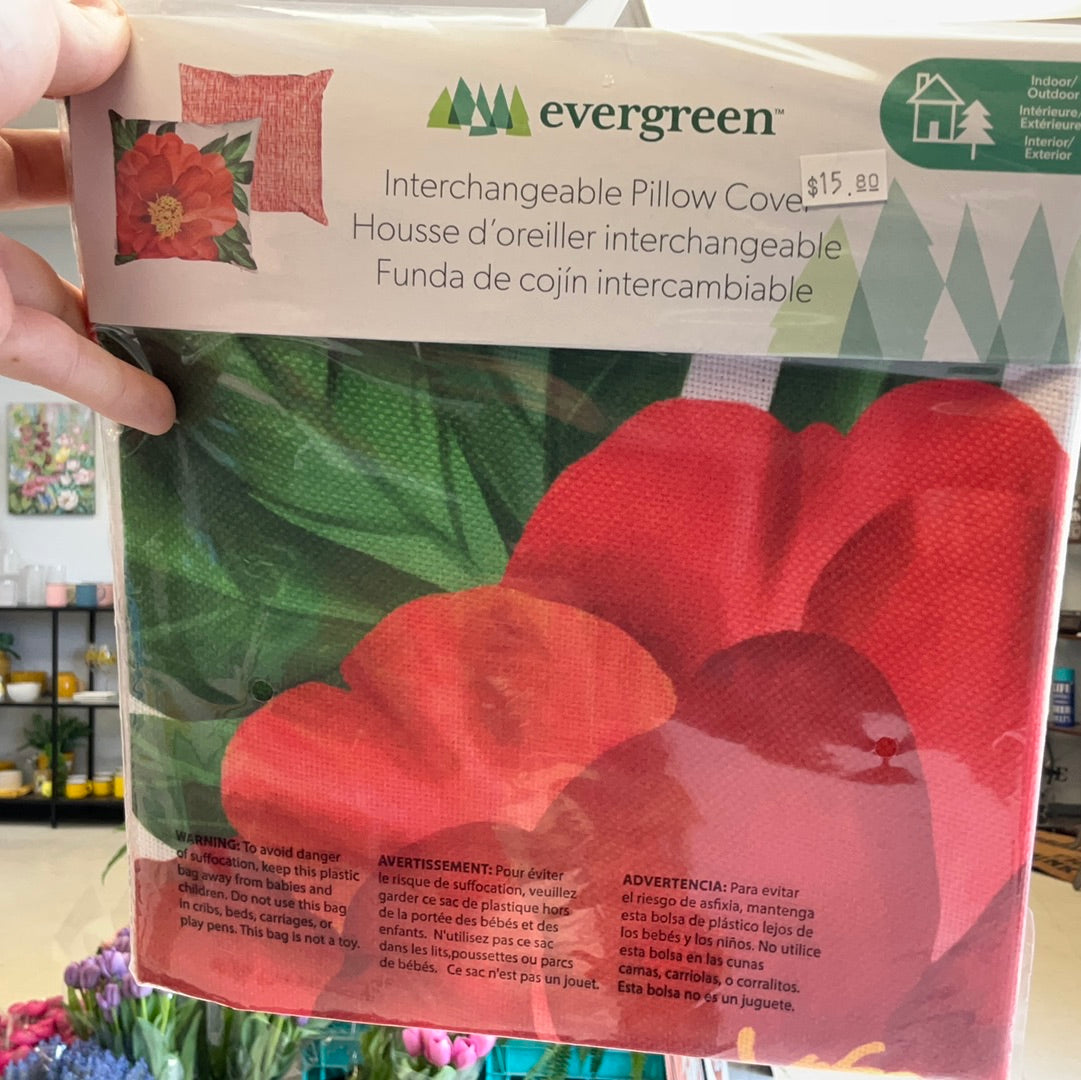 evergreen™
Indoor/
Outdoor
Intérieure/
Extérieure
Interior/
Exterior
$15.80
Interchangeable Pillow Cover
Housse d'oreiller interchangeable
Funda de cojín intercambiable
WARNING: To avoid danger
of suffocation, keep this plastic
bag away from babies and
children. Do not use this bag
in cribs, beds, carriages, or
play pens. This bag is not a toy.
AVERTISSEMENT: Pour éviter
le risque de suffocation, veuillez
garder ce sac de plastique hors
de la portée des bébés et des
enfants. N'utilisez pas ce sac
dans les lits,poussettes ou parcs
de bébés. Ce sac n'est pas un jouet.
ADVERTENCIA: Para evitar
el riesgo de asfixia, mantenga
esta bolsa de plástico lejos de
los bebés y los niños. No utilice
esta bolsa en las cunas
camas, carriolas, o corralitos.
Esta bolsa no es un juguete.